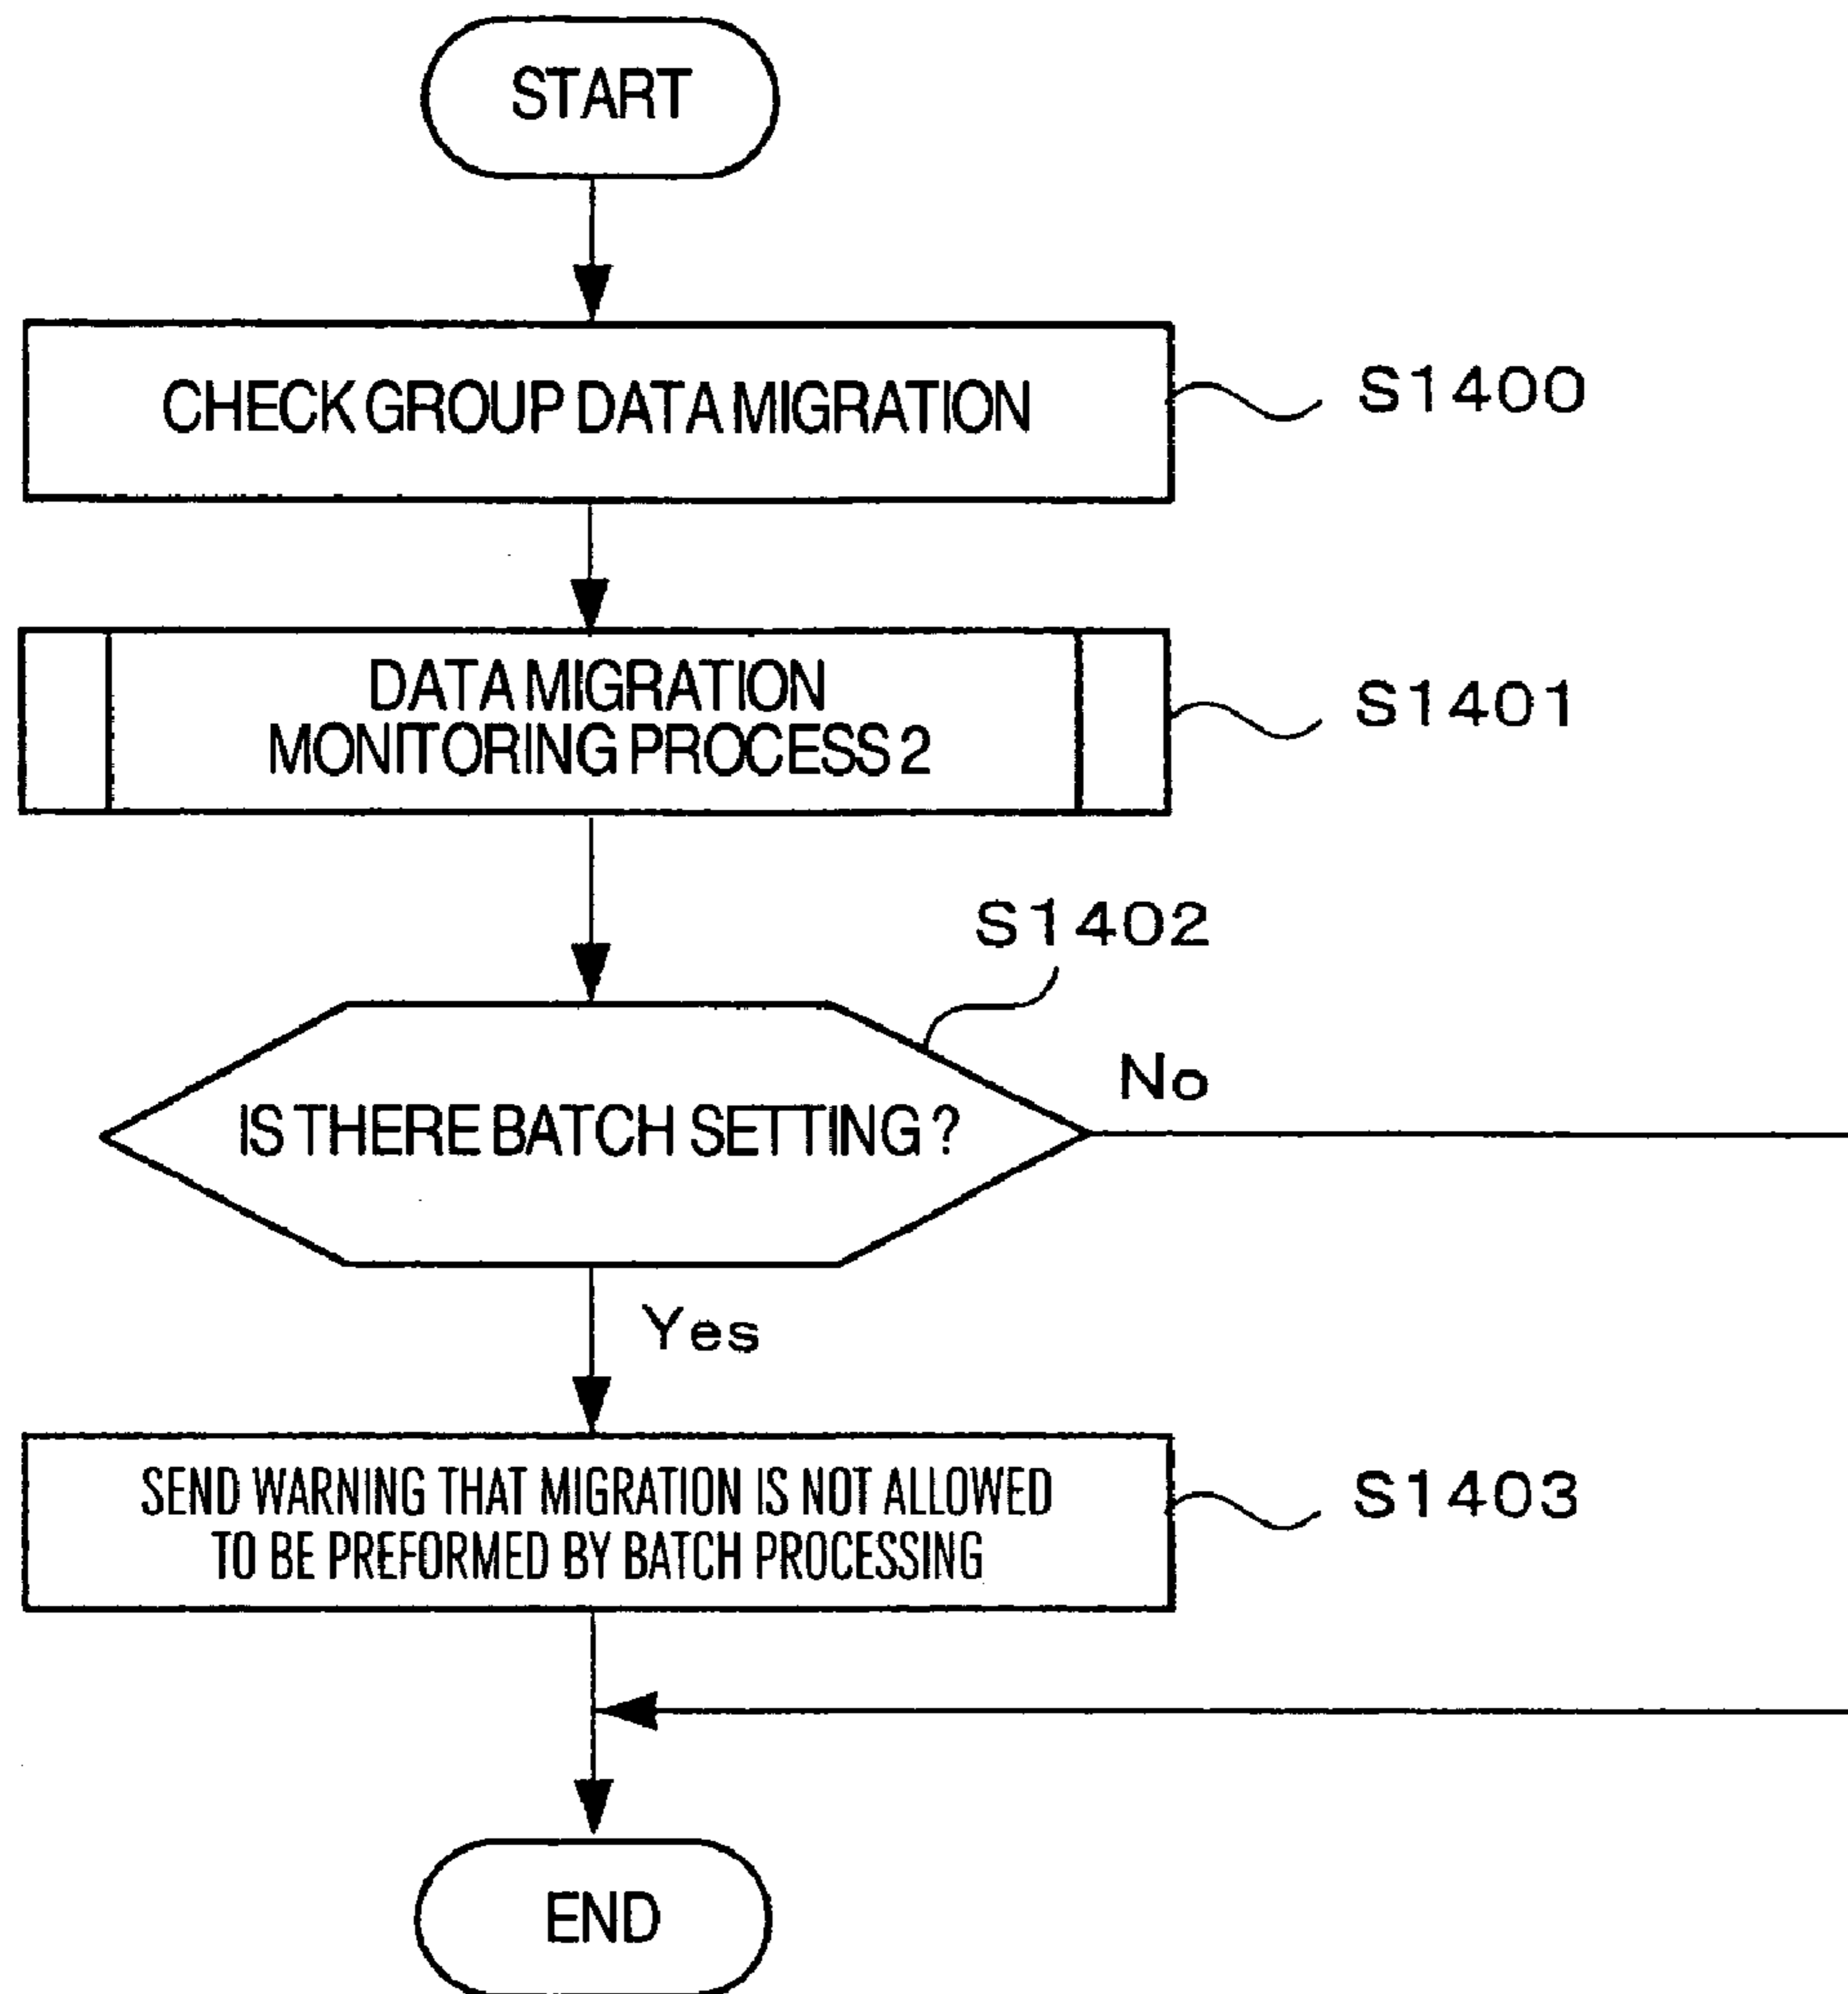 START
CHECK GROUP DATA MIGRATION
S1400
DATA MIGRATION
MONITORING PROCESS 2
S1401
S1402
IS THERE BATCH SETTING ?
No
Yes
SEND WARNING THAT MIGRATION IS NOT ALLOWED
TO BE PREFORMED BY BATCH PROCESSING
S1403
END